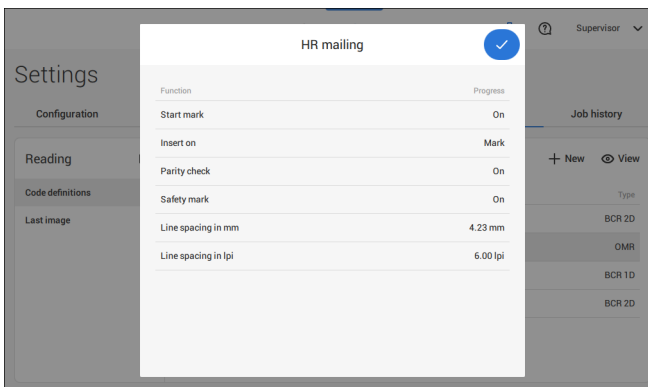 Supervisor
HR mailing
Settings
Function Progress
Configuration
Start mark On
Job history
Insert on Mark
Reading
New View
Parity check On
Code definitions
Type
Safety mark On
Last image
BCR 2D
Line spacing in mm 4.23 mm
OMR
Line spacing in lpi 6.00 lpi
BCR 1D
BCR 2D